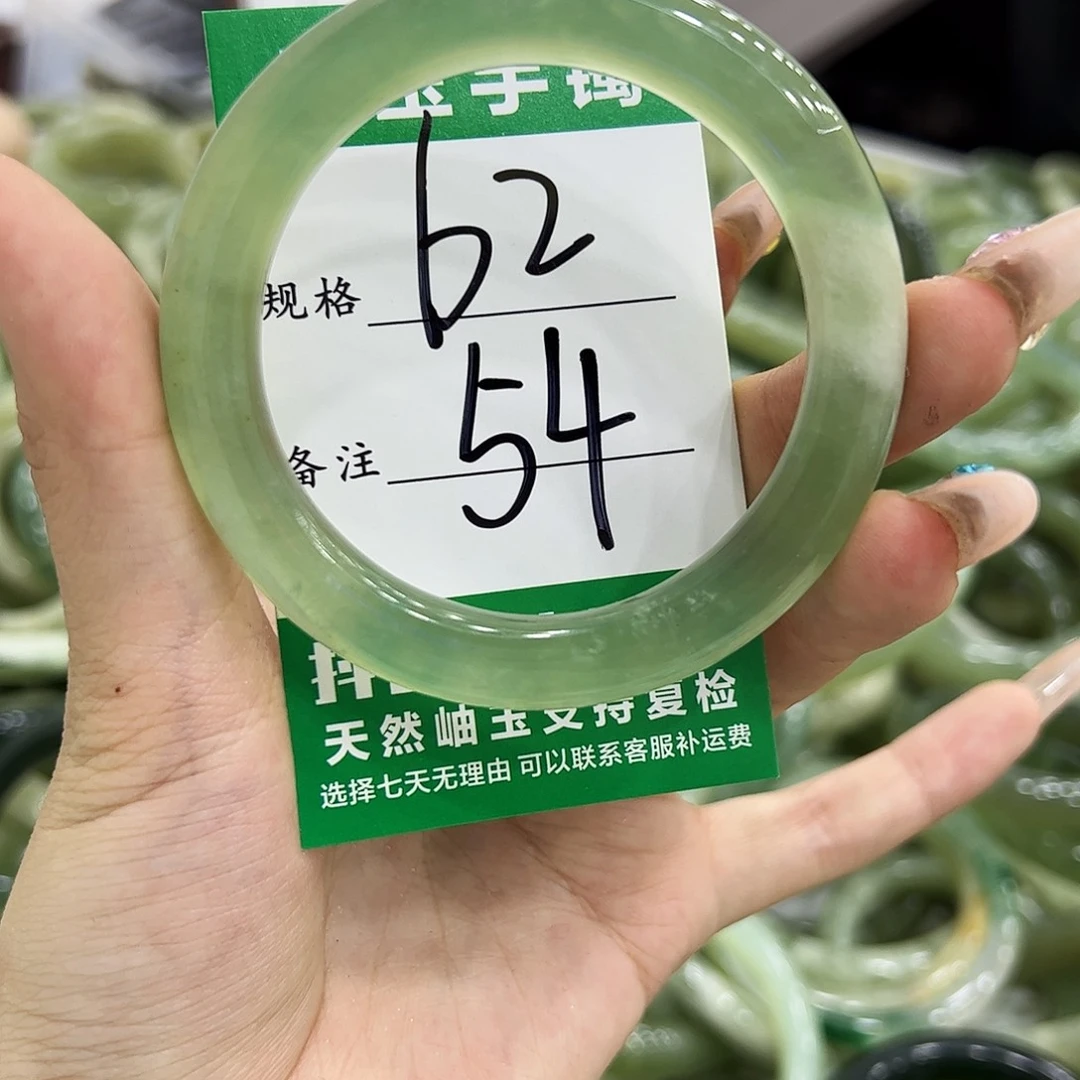 玉手镯
规格 62
备注 54
天然岫玉支持复检
选择七天无理由 可以联系客服补运费